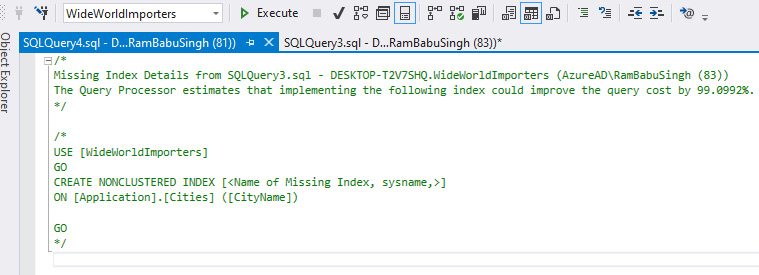 WideWorldImporters
Execute
Object Explorer
SQLQuery4.sql - D...RamBabuSingh (81))
SQLQuery3.sql - D...RamBabuSingh (83))*
/*
Missing Index Details from SQLQuery3.sql - DESKTOP-T2V7SHQ.WideWorldImporters (AzureAD\RamBabuSingh (83))
The Query Processor estimates that implementing the following index could improve the query cost by 99.0992%.
*/
/*
USE [WideWorldImporters]
GO
CREATE NONCLUSTERED INDEX [<Name of Missing Index, sysname,>]
ON [Application].[Cities] ([CityName])
GO
*/